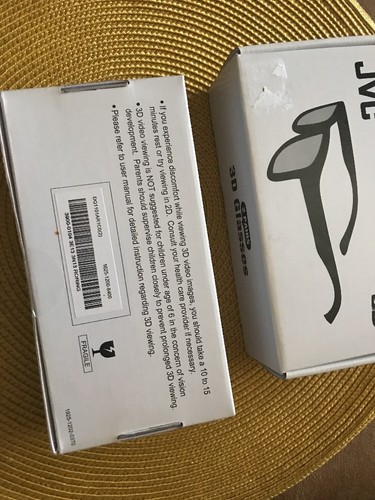 • If you experience discomfort while viewing 3D video images, you should take a 10 to 15
minutes rest or try viewing in 2D. Consult your health care provider if necessary.
• 3D video viewing is NOT suggested for children under age of 6 in the concern of vision
development. Parents should supervise children closely to prevent prolonged 3D viewing.
• Please refer to user manual for detailed instruction regarding 3D viewing.
FRAGILE
JVC
3D Glasses